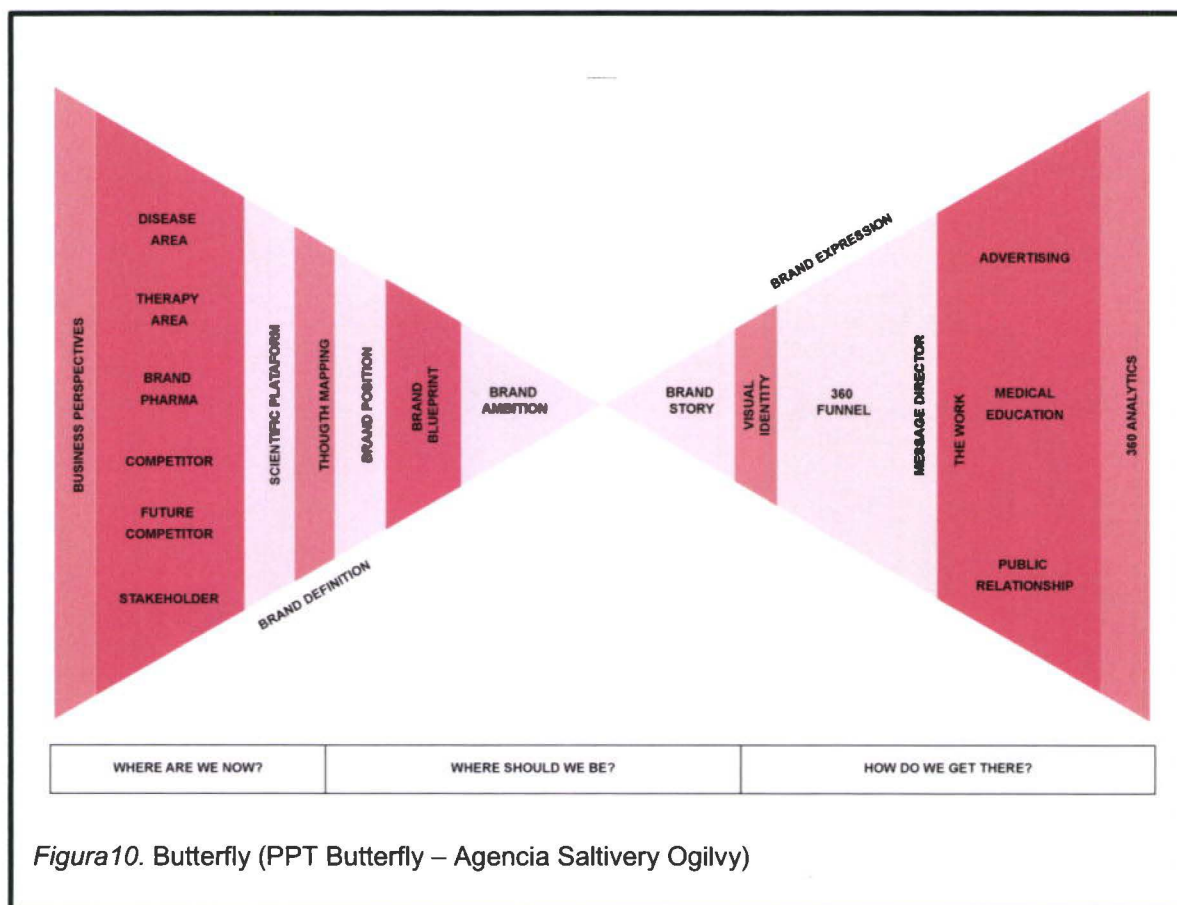 BUSINESS PERSPECTIVES
DISEASE
AREA
THERAPY
AREA
BRAND
PHARMA
COMPETITOR
FUTURE
COMPETITOR
STAKEHOLDER
SCIENTIFIC PLATAFORM
THOUGTH MAPPING
BRAND POSITION
BRAND
BLUEPRINT
BRAND
AMBITION
BRAND DEFINITION
BRAND
STORY
VISUAL
IDENTITY
360
FUNNEL
BRAND EXPRESSION
MESSAGE DIRECTOR
THE WORK
ADVERTISING
MEDICAL
EDUCATION
PUBLIC
RELATIONSHIP
360 ANALYTICS
WHERE ARE WE NOW?
WHERE SHOULD WE BE?
HOW DO WE GET THERE?
Figura10. Butterfly (PPT Butterfly – Agencia Saltivery Ogilvy)